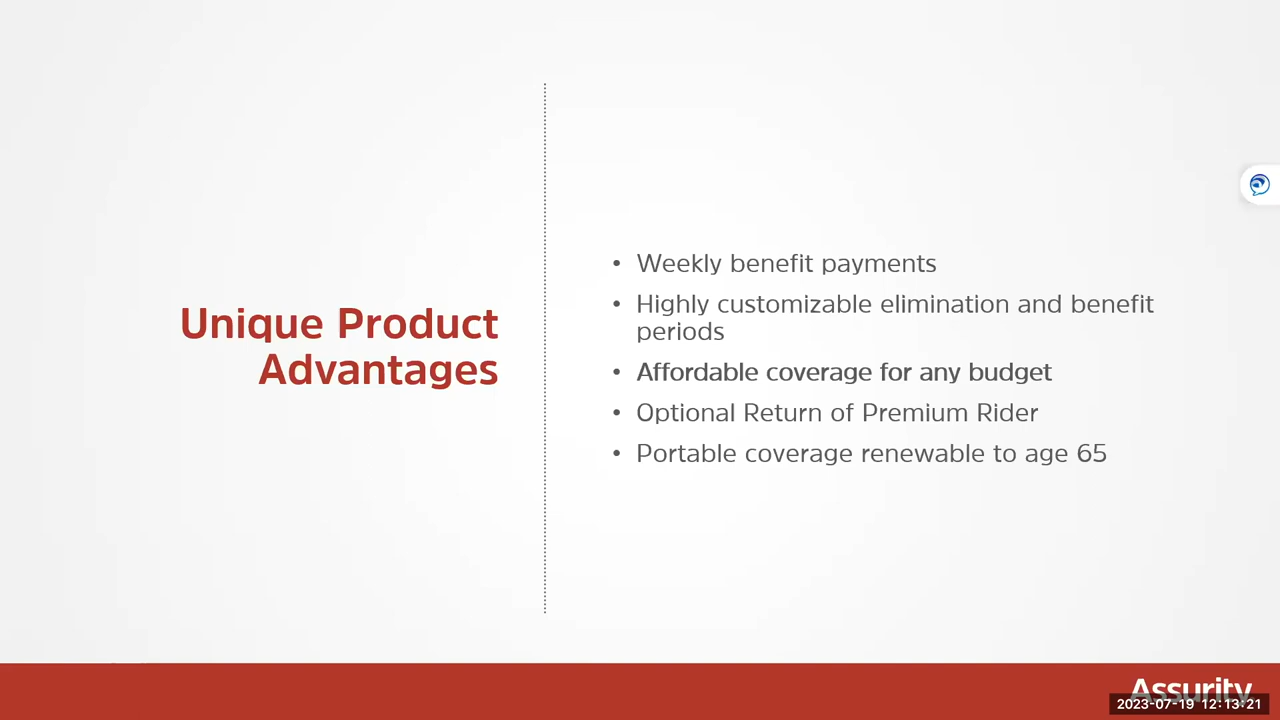 Unique Product
Advantages
• Weekly benefit payments
• Highly customizable elimination and benefit
periods
• Affordable coverage for any budget
• Optional Return of Premium Rider
• Portable coverage renewable to age 65
Assurity
2023-07-19 12:13:21